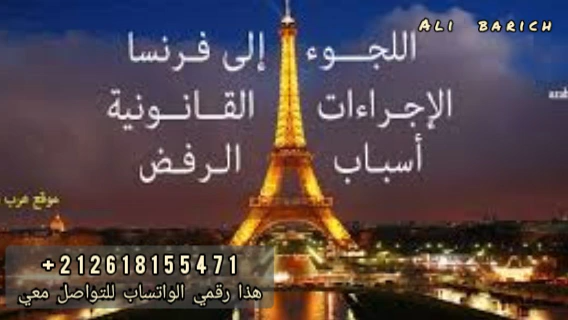 Ali barich
اللجوء إلى فرنسا
الإجراءات القانونية
أسباب الرفض
موقع عرب
+212618155471
هذا رقمي الواتساب للتواصل معي